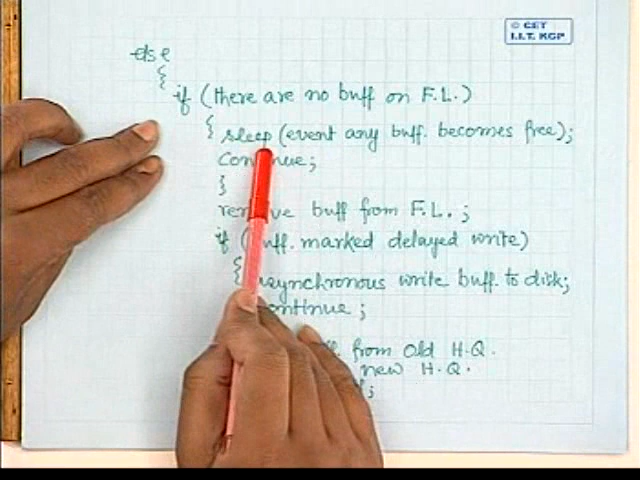 © CET
I.I.T. KGP
else
{
if (there are no buff on F.L.)
{ sleep (event any buff. becomes free);
continue;
}
remove buff from F.L. ;
if (buff. marked delayed write)
{ asynchronous write buff. to disk;
continue ;
from old H.Q.
new H.Q.